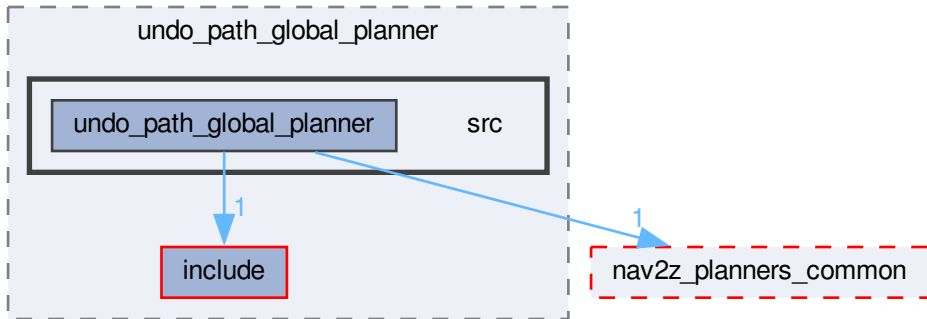 undo_path_global_planner
undo_path_global_planner
src
1
1
include
nav2z_planners_common